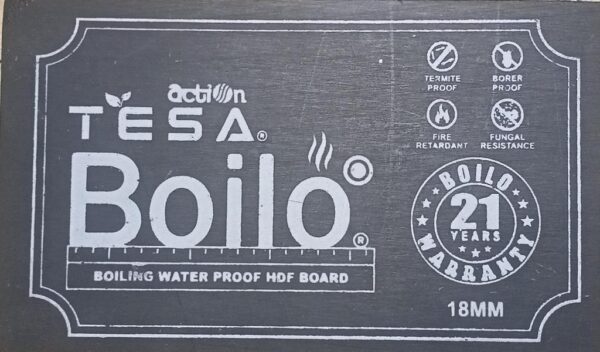 action
TESA®
Boilo®
BOILING WATER PROOF HDF BOARD
TERMITE
PROOF
BORER
PROOF
FIRE
RETARDANT
FUNGAL
RESISTANCE
BOILO
21
YEARS
WARRANTY
18MM